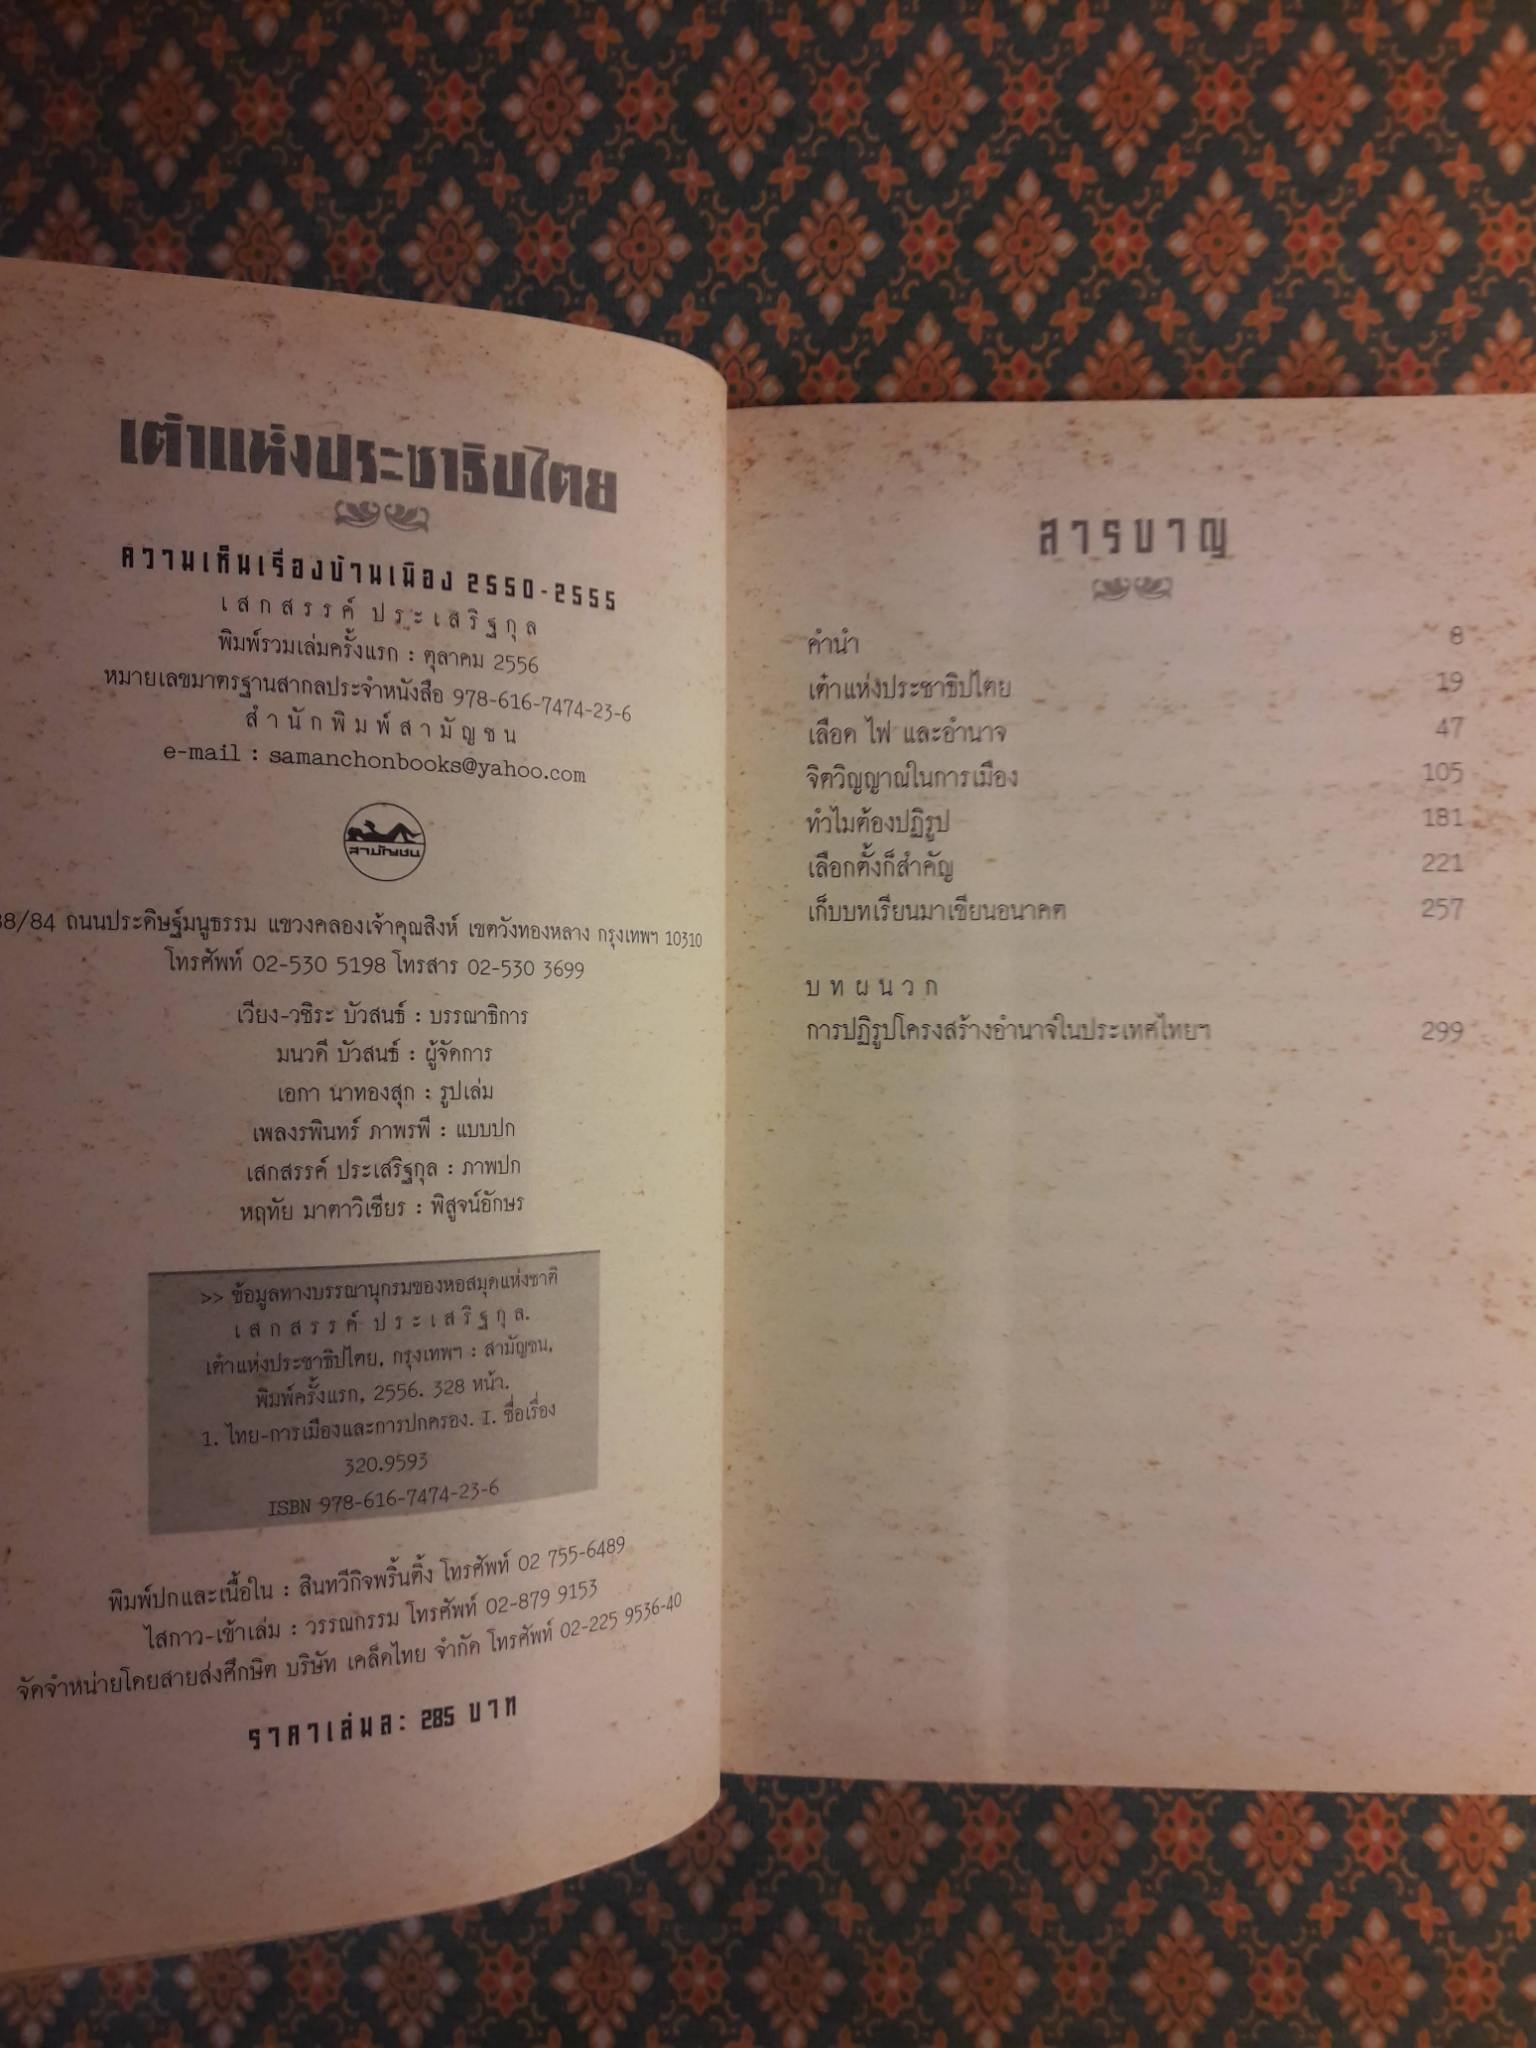 เต๋าแห่งประชาธิปไตย
ความเห็นเรื่องบ้านเมือง 2550-2555
เสกสรรค์ ประเสริฐกุล
พิมพ์รวมเล่มครั้งแรก : ตุลาคม 2556
หมายเลขมาตรฐานสากลประจำหนังสือ 978-616-7474-23-6
สำนักพิมพ์สามัญชน
e-mail : samanchonbooks@yahoo.com
สามัญชน
8/84 ถนนประดิษฐ์มนูธรรม แขวงคลองเจ้าคุณสิงห์ เขตวังทองหลาง กรุงเทพฯ 10310
โทรศัพท์ 02-530 5198 โทรสาร 02-530 3699
เวียง-วชิระ บัวสนธ์ : บรรณาธิการ
มนวดี บัวสนธ์ : ผู้จัดการ
เอกา นาทองสุก : รูปเล่ม
เพลงรพินทร์ ภาพรพี : แบบปก
เสกสรรค์ ประเสริฐกุล : ภาพปก
หฤทัย มาตาวิเชียร : พิสูจน์อักษร
>> ข้อมูลทางบรรณานุกรมของหอสมุดแห่งชาติ
เสกสรรค์ ประเสริฐกุล.
เต๋าแห่งประชาธิปไตย, กรุงเทพฯ : สามัญชน,
พิมพ์ครั้งแรก, 2556. 328 หน้า.
1. ไทย-การเมืองและการปกครอง. I. ชื่อเรื่อง
320.9593
ISBN 978-616-7474-23-6
พิมพ์ปกและเนื้อใน : สินทวีกิจพริ้นติ้ง โทรศัพท์ 02 755-6489
ไสกาว-เข้าเล่ม : วรรณกรรม โทรศัพท์ 02-879 9153
จัดจำหน่ายโดยสายส่งศึกษิต บริษัท เคล็ดไทย จำกัด โทรศัพท์ 02-225 9536-40
ราคาเล่มละ 285 บาท
สารบาญ
คำนำ 8
เต๋าแห่งประชาธิปไตย 19
เลือด ไฟ และอำนาจ 47
จิตวิญญาณในการเมือง 105
ทำไมต้องปฏิรูป 181
เลือกตั้งก็สำคัญ 221
เก็บบทเรียนมาเขียนอนาคต 257
บทผนวก
การปฏิรูปโครงสร้างอำนาจในประเทศไทยฯ 299